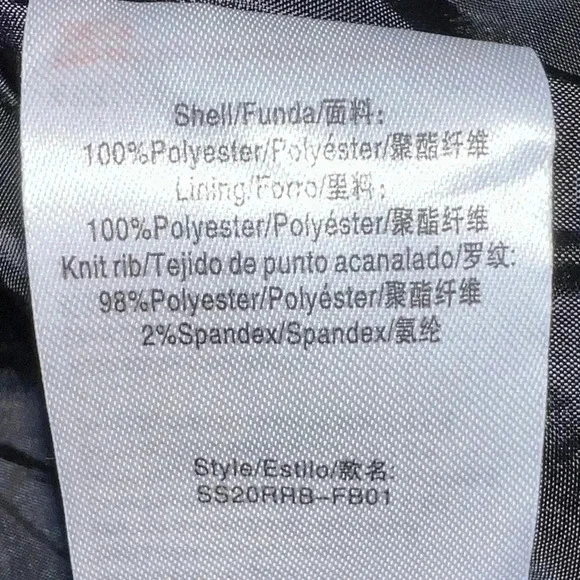 Shell/Funda/面料:
100%Polyester/Polyéster/聚酯纤维
Lining/Forro/里料:
100%Polyester/Polyéster/聚酯纤维
Knit rib/Tejido de punto acanalado/罗纹:
98%Polyester/Polyéster/聚酯纤维
2%Spandex/Spandex/氨纶
Style/Estilo/款名:
SS20RRB-FB01